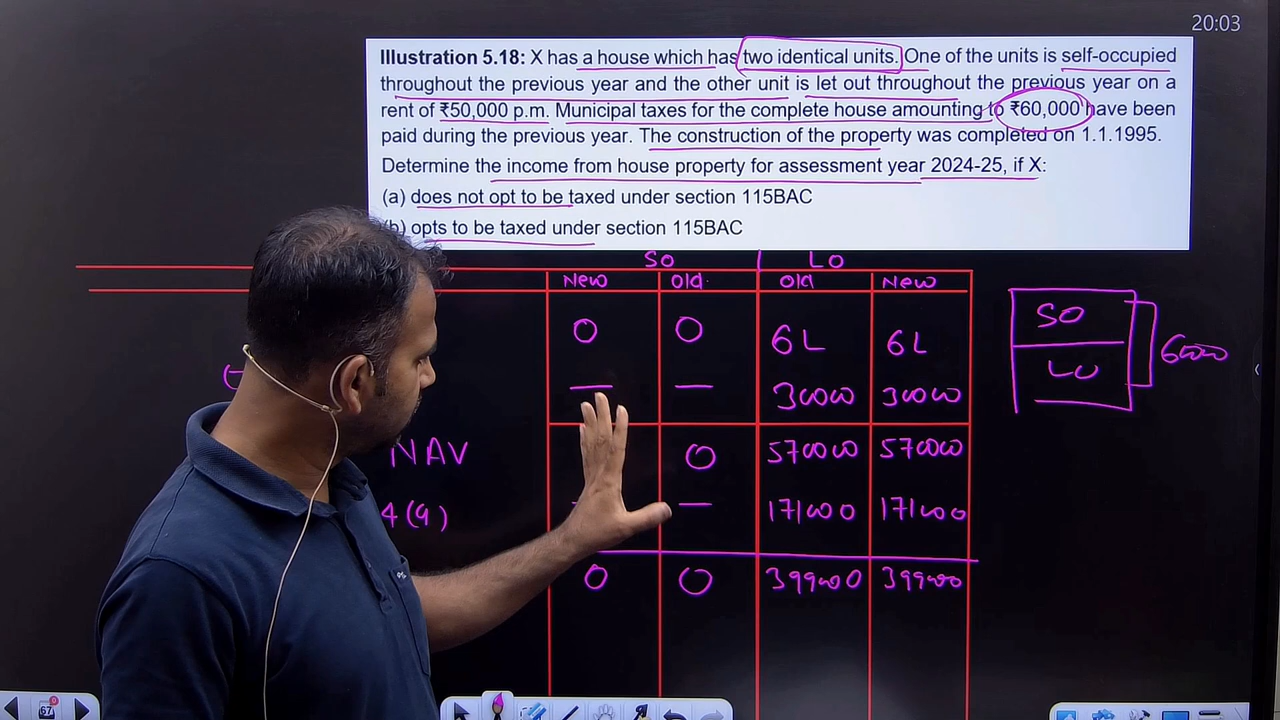 20:03
Illustration 5.18: X has a house which has two identical units. One of the units is self-occupied
throughout the previous year and the other unit is let out throughout the previous year on a
rent of ₹50,000 p.m. Municipal taxes for the complete house amounting to ₹60,000 have been
paid during the previous year. The construction of the property was completed on 1.1.1995.
Determine the income from house property for assessment year 2024-25, if X:
(a) does not opt to be taxed under section 115BAC
(b) opts to be taxed under section 115BAC
SO LO
New Old Old New
0 0 6L 6L
— — 30000 30000
NAV 0 570000 570000
4(a) — 171000 171000
0 0 399000 399000
SO
LO
60000
67